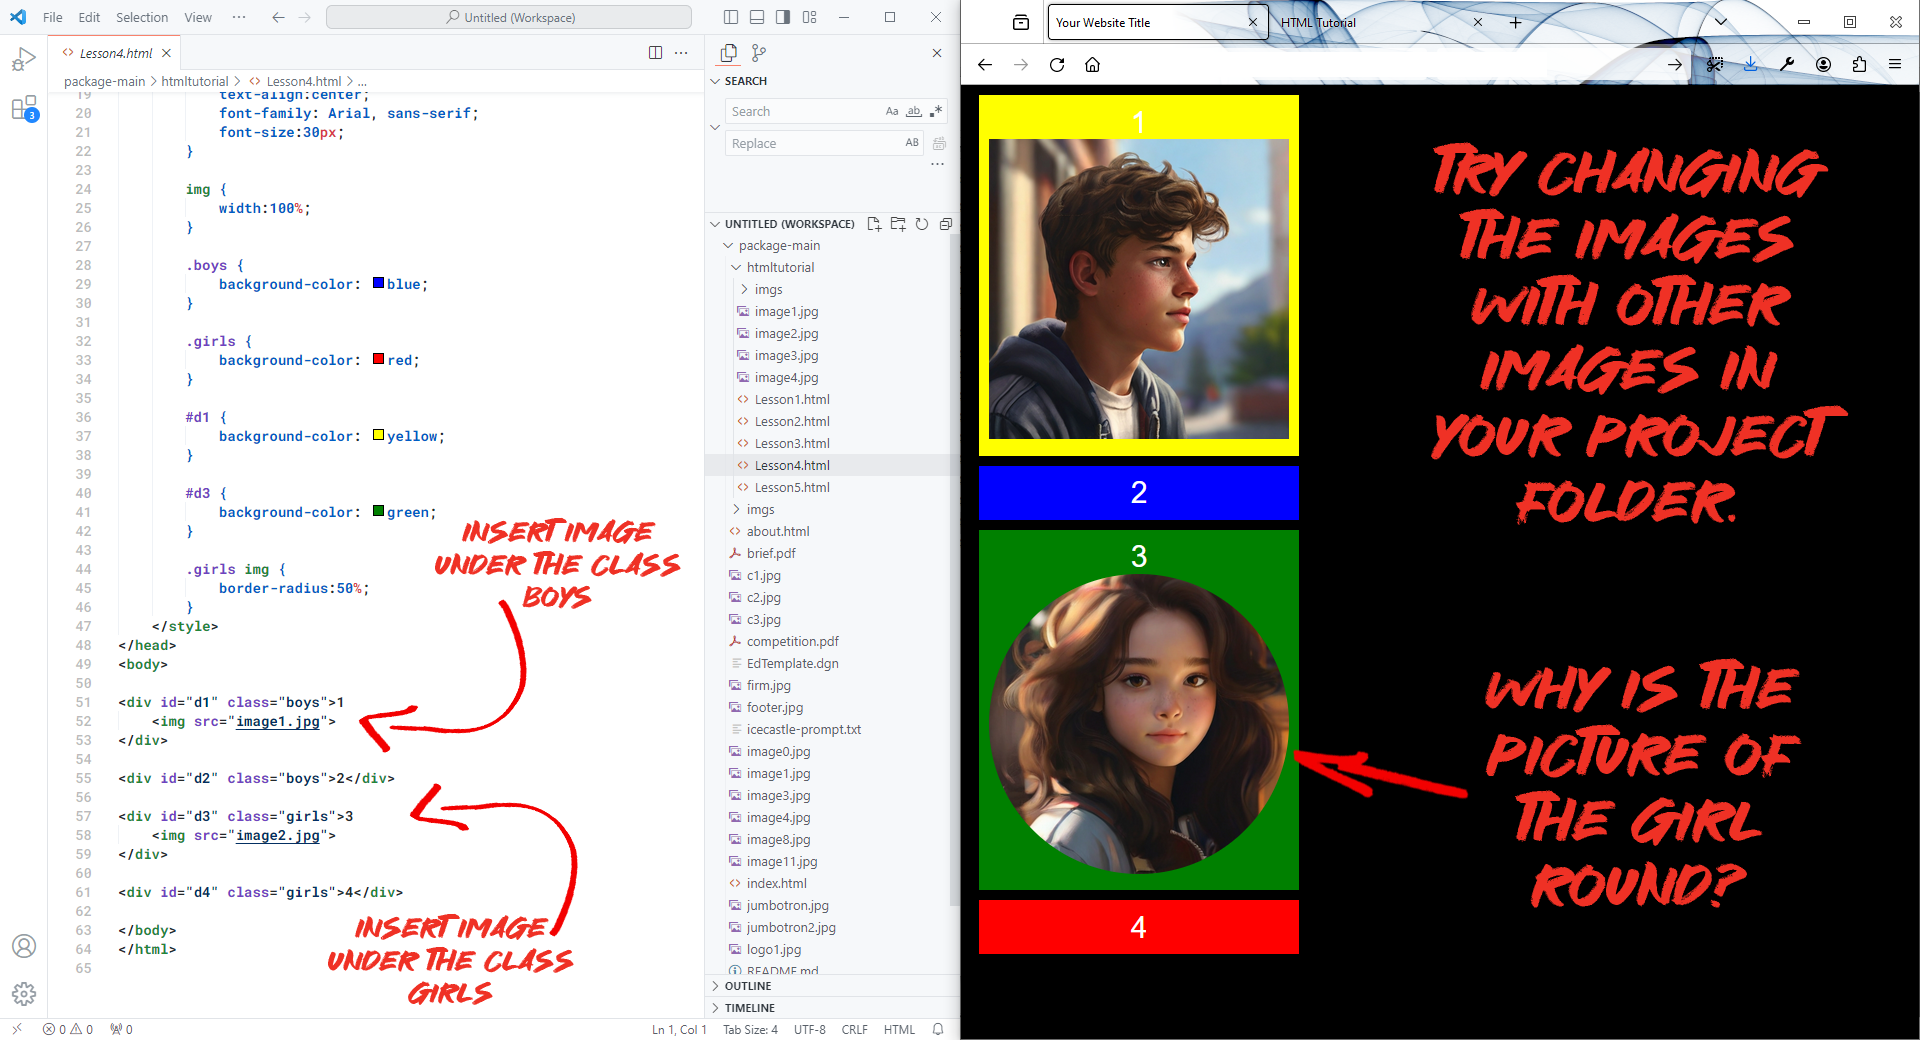 File Edit Selection View ··· Untitled (Workspace)
Lesson4.html
package-main > htmltutorial > Lesson4.html > ...
19 text-align:center;
20 font-family: Arial, sans-serif;
21 font-size:30px;
22 }
23
24 img {
25 width:100%;
26 }
27
28 .boys {
29 background-color: blue;
30 }
31
32 .girls {
33 background-color: red;
34 }
35
36 #d1 {
37 background-color: yellow;
38 }
39
40 #d3 {
41 background-color: green;
42 }
43
44 .girls img {
45 border-radius:50%;
46 }
47 </style>
48 </head>
49 <body>
50
51 <div id="d1" class="boys">1
52 <img src="image1.jpg">
53 </div>
54
55 <div id="d2" class="boys">2</div>
56
57 <div id="d3" class="girls">3
58 <img src="image2.jpg">
59 </div>
60
61 <div id="d4" class="girls">4</div>
62
63 </body>
64 </html>
65
INSERT IMAGE
UNDER THE CLASS
BOYS
INSERT IMAGE
UNDER THE CLASS
GIRLS
3
SEARCH
Search Aa ab .*
Replace AB
···
UNTITLED (WORKSPACE)
package-main
htmltutorial
imgs
image1.jpg
image2.jpg
image3.jpg
image4.jpg
Lesson1.html
Lesson2.html
Lesson3.html
Lesson4.html
Lesson5.html
imgs
about.html
brief.pdf
c1.jpg
c2.jpg
c3.jpg
competition.pdf
EdTemplate.dgn
firm.jpg
footer.jpg
icecastle-prompt.txt
image0.jpg
image1.jpg
image3.jpg
image4.jpg
image8.jpg
image11.jpg
index.html
jumbotron.jpg
jumbotron2.jpg
logo1.jpg
README.md
OUTLINE
TIMELINE
0 0 0 Ln 1, Col 1 Tab Size: 4 UTF-8 CRLF HTML
Your Website Title HTML Tutorial
1
2
3
4
TRY CHANGING
THE IMAGES
WITH OTHER
IMAGES IN
YOUR PROJECT
FOLDER.
WHY IS THE
PICTURE OF
THE GIRL
ROUND?